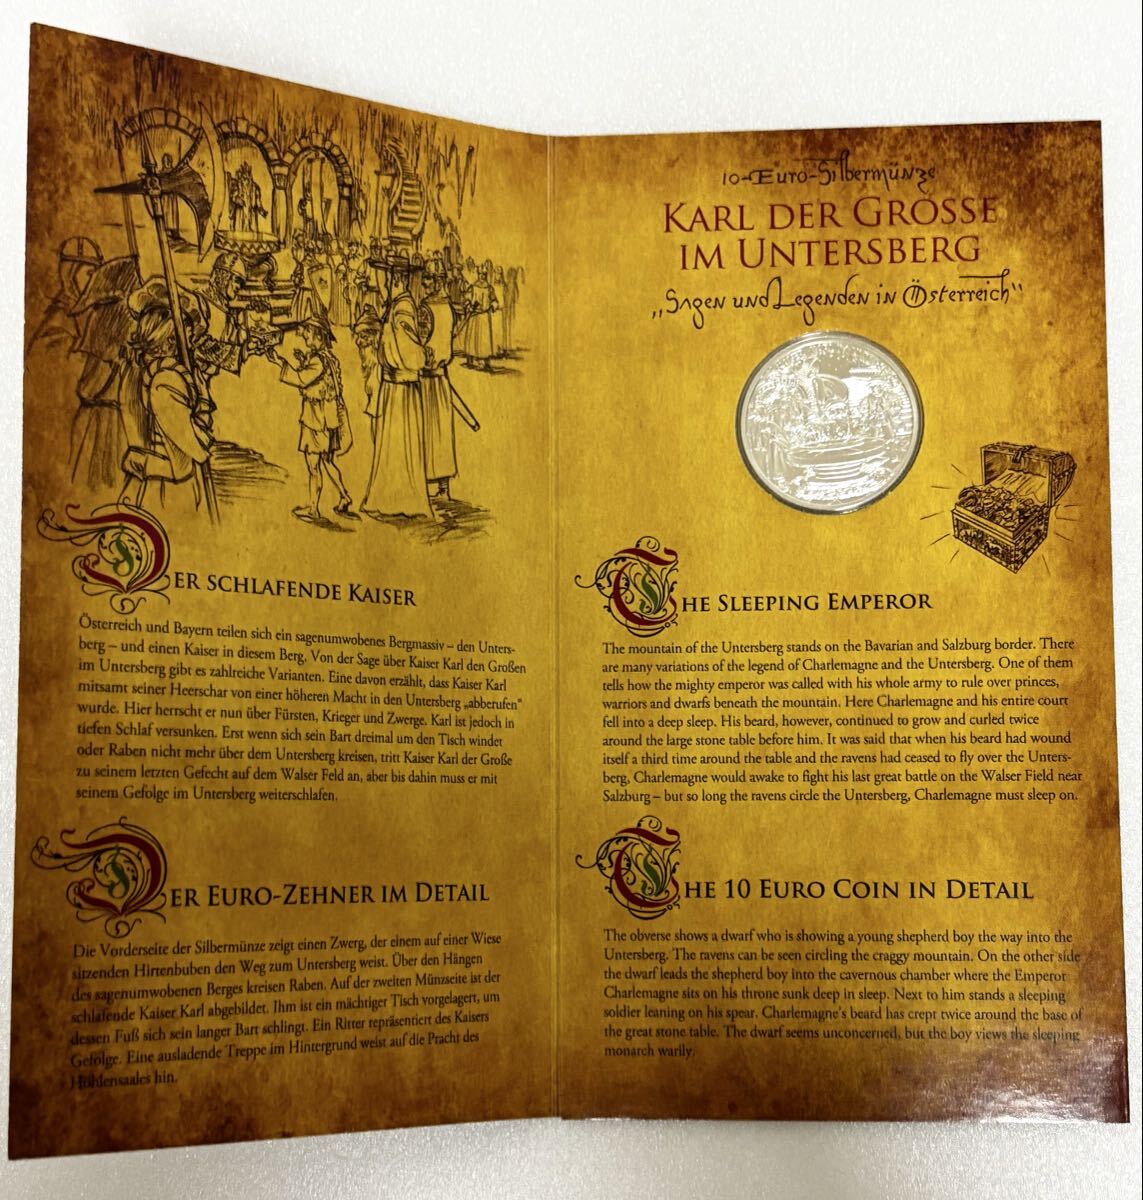 DER SCHLAFENDE KAISER
Österreich und Bayern teilen sich ein sagenumwobenes Bergmassiv – den Unters-
berg – und einen Kaiser in diesem Berg. Von der Sage über Kaiser Karl den Großen
im Untersberg gibt es zahlreiche Varianten. Eine davon erzählt, dass Kaiser Karl
mitsamt seiner Heerschar von einer höheren Macht in den Untersberg „abberufen“
wurde. Hier herrscht er nun über Fürsten, Krieger und Zwerge. Karl ist jedoch in
tiefen Schlaf versunken. Erst wenn sich sein Bart dreimal um den Tisch windet
oder Raben nicht mehr über dem Untersberg kreisen, tritt Kaiser Karl der Große
zu seinem letzten Gefecht auf dem Walser Feld an, aber bis dahin muss er mit
seinem Gefolge im Untersberg weiterschlafen.
DER EURO-ZEHNER IM DETAIL
Die Vorderseite der Silbermünze zeigt einen Zwerg, der einem auf einer Wiese
sitzenden Hirtenbuben den Weg zum Untersberg weist. Über den Hängen
des sagenumwobenen Berges kreisen Raben. Auf der zweiten Münzseite ist der
schlafende Kaiser Karl abgebildet. Ihm ist ein mächtiger Tisch vorgelagert, um
dessen Fuß sich sein langer Bart schlingt. Ein Ritter repräsentiert des Kaisers
Gefolge. Eine ausladende Treppe im Hintergrund weist auf die Pracht des
Höhlensaales hin.
10-Euro-Silbermünze
KARL DER GROSSE
IM UNTERSBERG
„Sagen und Legenden in Österreich“
THE SLEEPING EMPEROR
The mountain of the Untersberg stands on the Bavarian and Salzburg border. There
are many variations of the legend of Charlemagne and the Untersberg. One of them
tells how the mighty emperor was called with his whole army to rule over princes,
warriors and dwarfs beneath the mountain. Here Charlemagne and his entire court
fell into a deep sleep. His beard, however, continued to grow and curled twice
around the large stone table before him. It was said that when his beard had wound
itself a third time around the table and the ravens had ceased to fly over the Unters-
berg, Charlemagne would awake to fight his last great battle on the Walser Field near
Salzburg – but so long the ravens circle the Untersberg, Charlemagne must sleep on.
THE 10 EURO COIN IN DETAIL
The obverse shows a dwarf who is showing a young shepherd boy the way into the
Untersberg. The ravens can be seen circling the craggy mountain. On the other side
the dwarf leads the shepherd boy into the cavernous chamber where the Emperor
Charlemagne sits on his throne sunk deep in sleep. Next to him stands a sleeping
soldier leaning on his spear. Charlemagne's beard has crept twice around the base of
the great stone table. The dwarf seems unconcerned, but the boy views the sleeping
monarch warily.